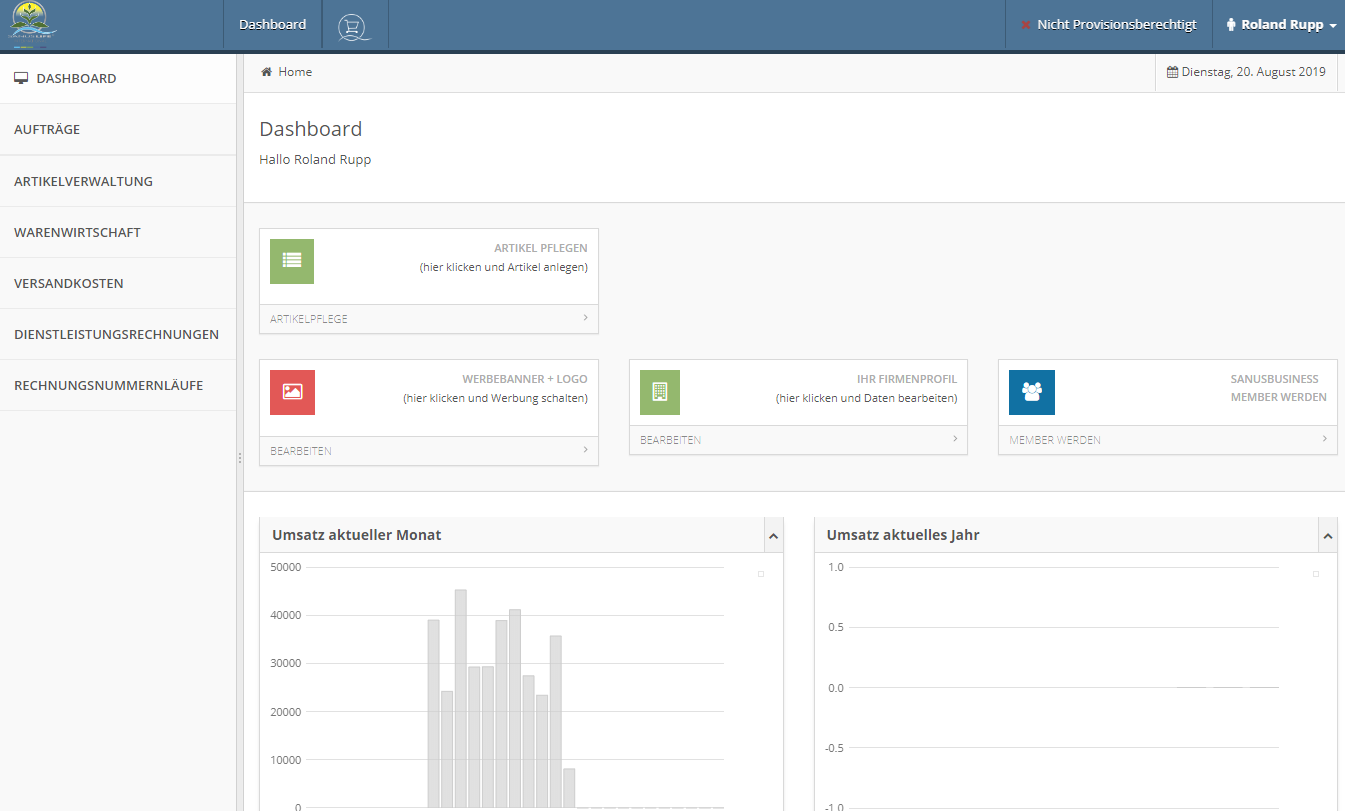 Dashboard
Nicht Provisionsberechtigt
Roland Rupp
DASHBOARD
AUFTRÄGE
ARTIKELVERWALTUNG
WARENWIRTSCHAFT
VERSANDKOSTEN
DIENSTLEISTUNGSRECHNUNGEN
RECHNUNGSNUMMERNLÄUFE
Home
Dienstag, 20. August 2019
Dashboard
Hallo Roland Rupp
ARTIKEL PFLEGEN
(hier klicken und Artikel anlegen)
ARTIKELPFLEGE
WERBEBANNER + LOGO
(hier klicken und Werbung schalten)
BEARBEITEN
IHR FIRMENPROFIL
(hier klicken und Daten bearbeiten)
BEARBEITEN
SANUSBUSINESS
MEMBER WERDEN
MEMBER WERDEN
Umsatz aktueller Monat
50000
40000
30000
20000
10000
0
Umsatz aktuelles Jahr
1.0
0.5
0.0
-0.5
-1.0